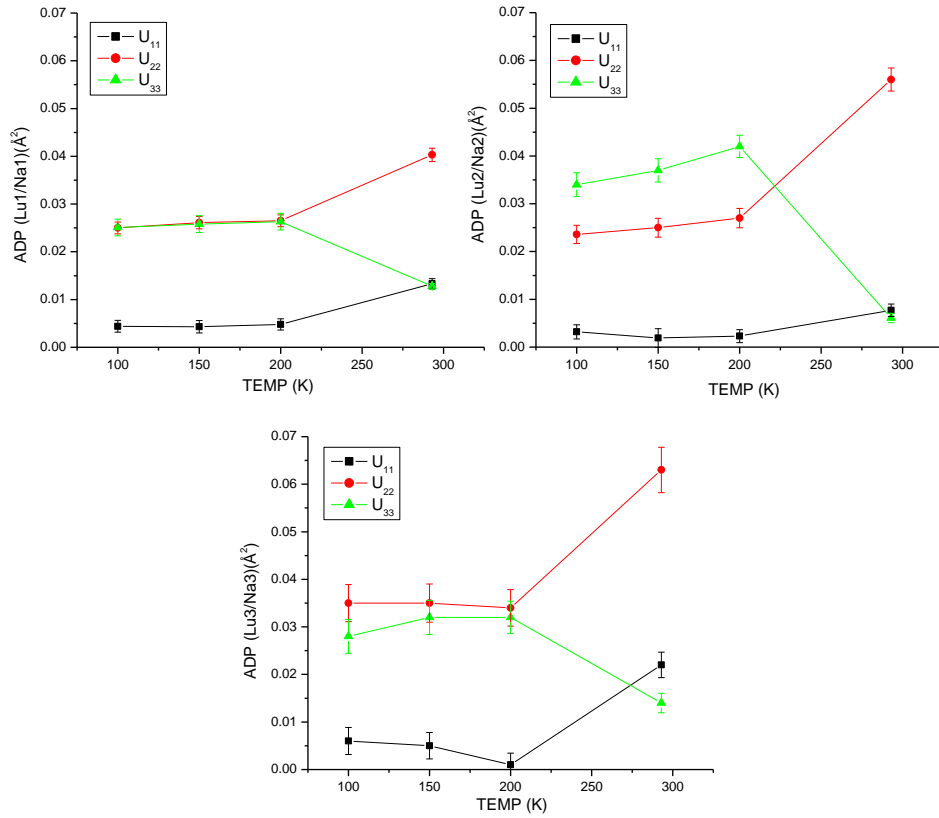 U₁₁
U₂₂
U₃₃
0.07
0.06
0.05
0.04
0.03
0.02
0.01
0.00
ADP (Lu1/Na1)(Å²)
100 150 200 250 300
TEMP (K)
U₁₁
U₂₂
U₃₃
0.07
0.06
0.05
0.04
0.03
0.02
0.01
0.00
ADP (Lu2/Na2)(Å²)
100 150 200 250 300
TEMP (K)
U₁₁
U₂₂
U₃₃
0.07
0.06
0.05
0.04
0.03
0.02
0.01
0.00
ADP (Lu3/Na3)(Å²)
100 150 200 250 300
TEMP (K)